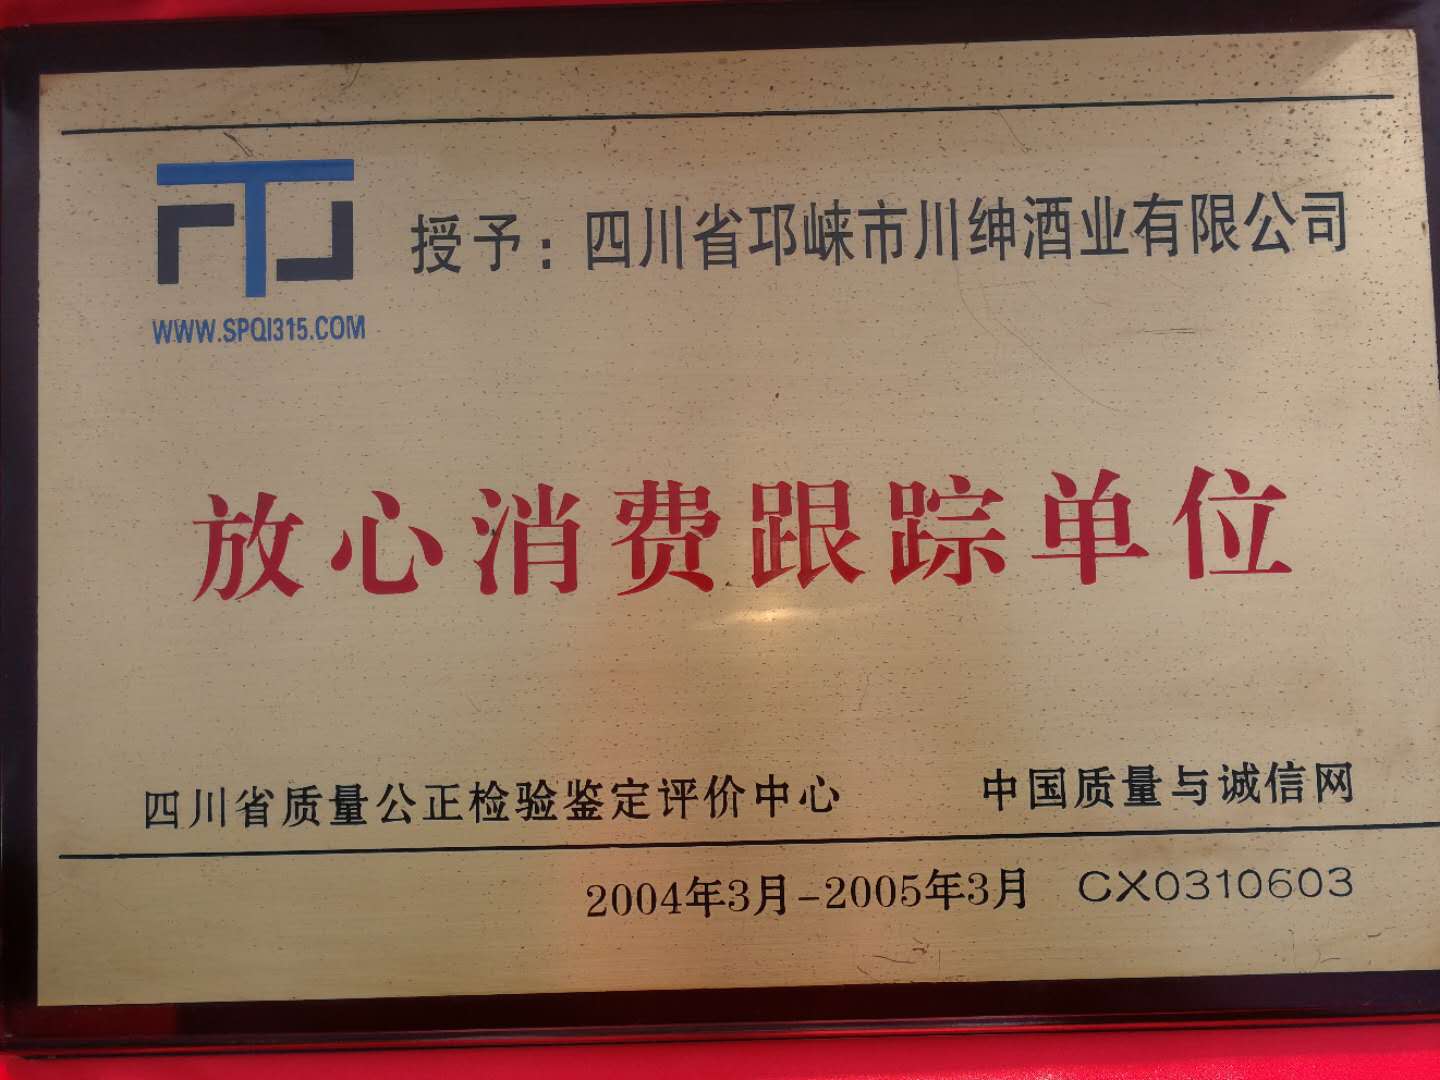 授予:四川省邛崃市川绅酒业有限公司
WWW.SPQI315.COM
放心消费跟踪单位
四川省质量公正检验鉴定评价中心 中国质量与诚信网
2004年3月-2005年3月 CX0310603